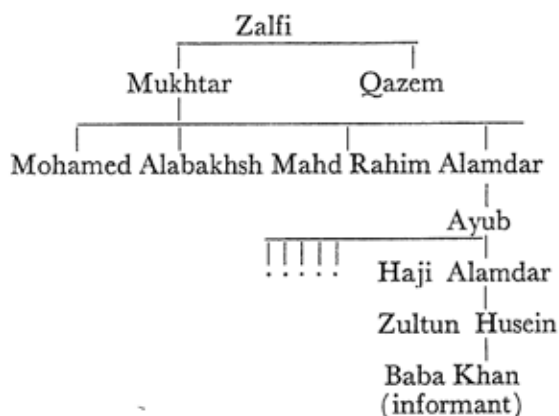 Zalfi
Mukhtar Qazem
Mohamed Alabakhsh Mahd Rahim Alamdar
Ayub
Haji Alamdar
Zultun Husein
Baba Khan
(informant)